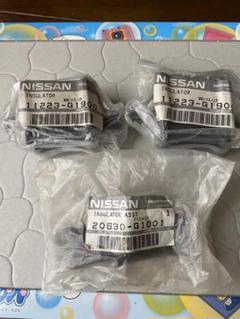 NISSAN
INSULATOR
11223-G1900
NISSAN
INSULATOR
11223-G1900
NISSAN
INSULATOR ASSY
20630-G1001